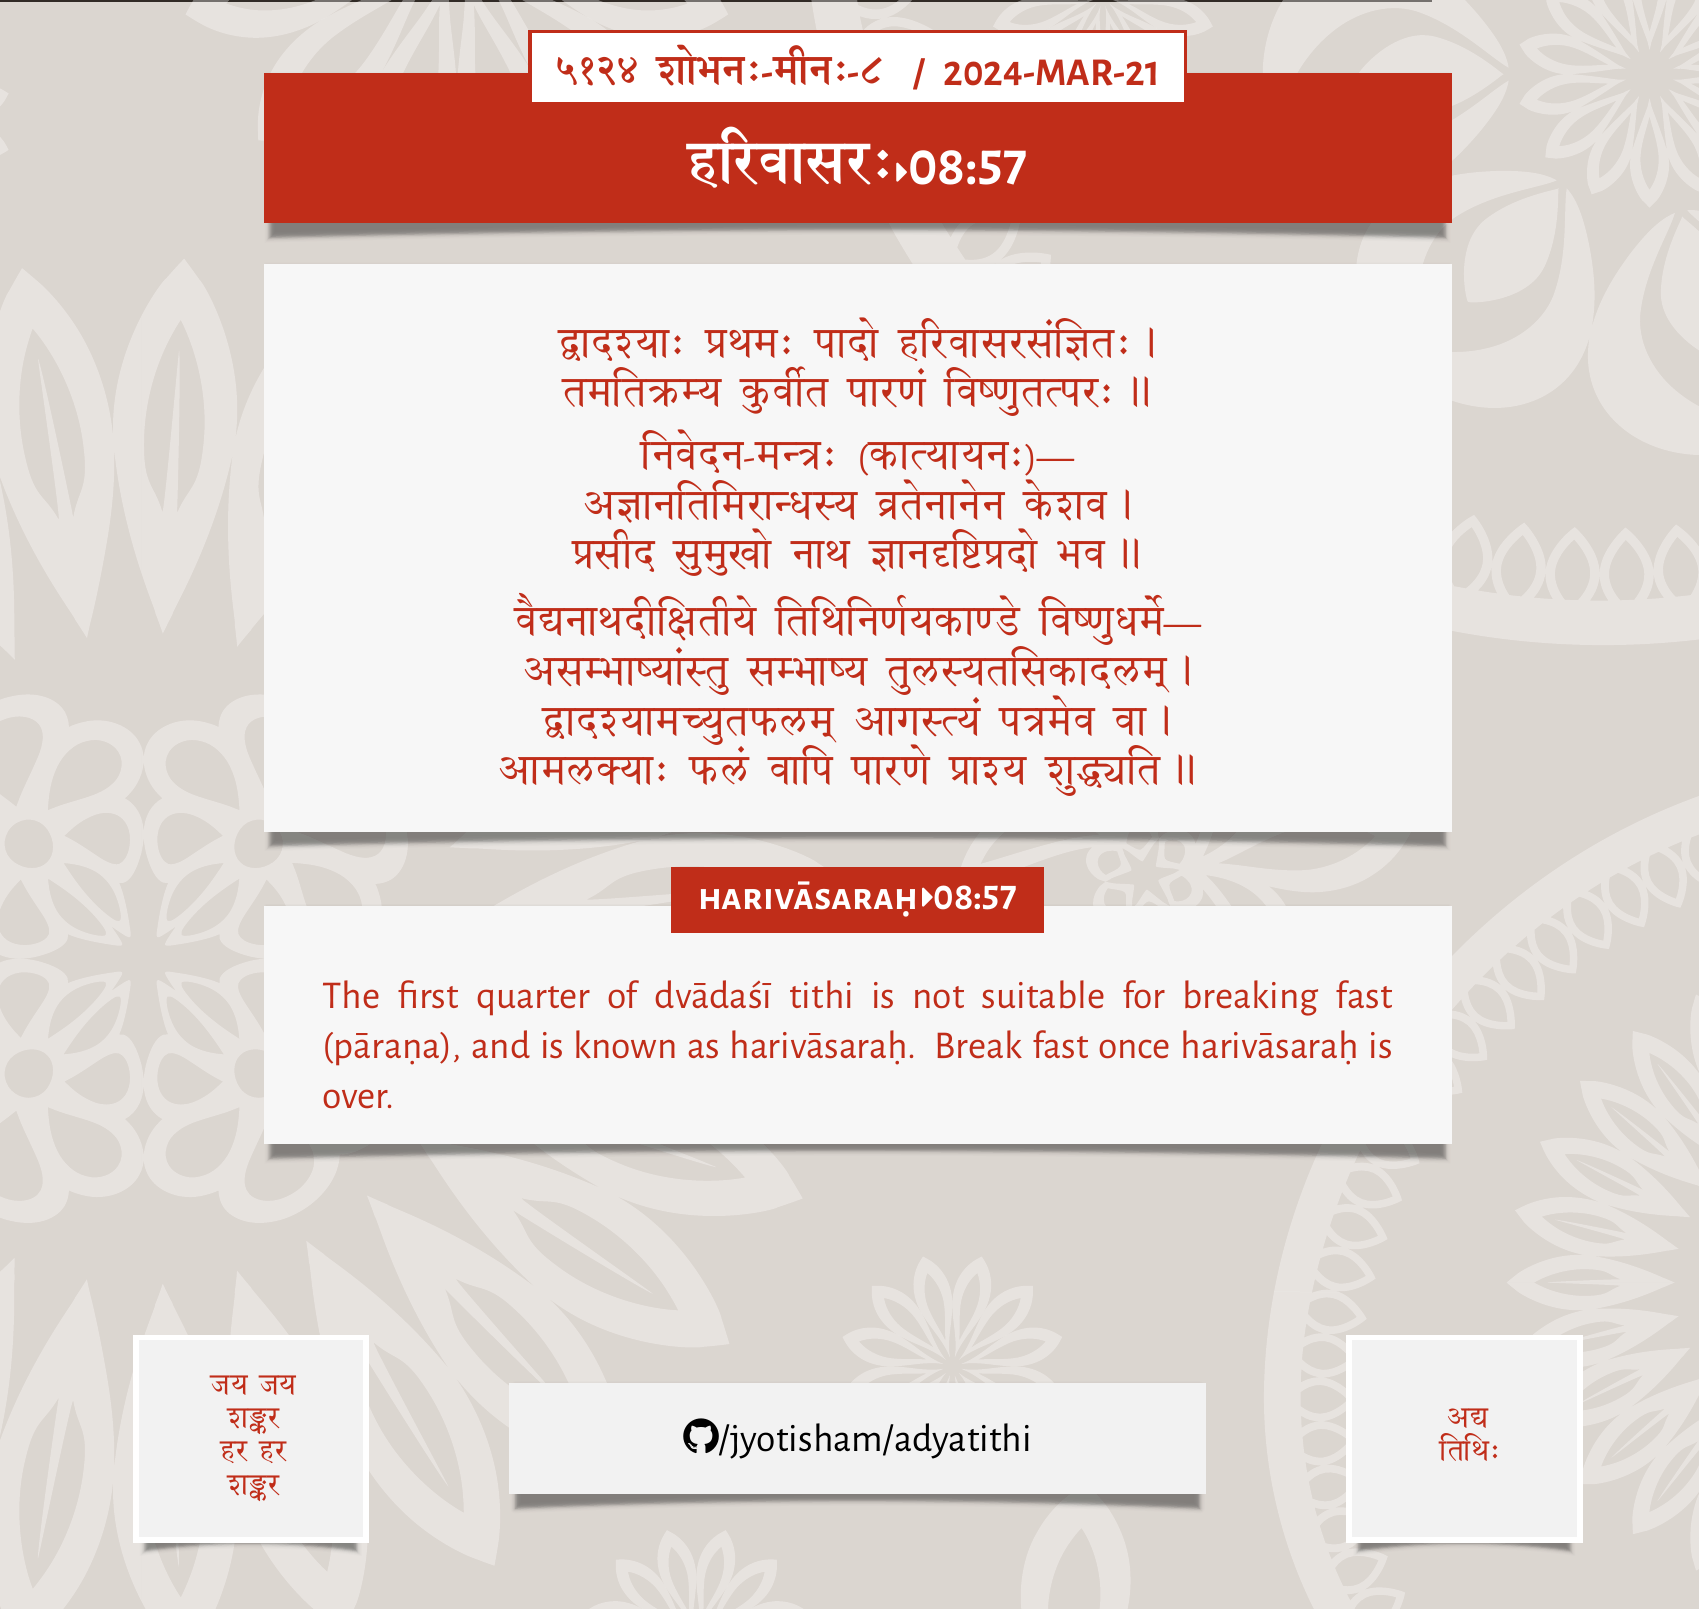 ५१२४ शोभनः-मीनः-८ / 2024-MAR-21
हरिवासरः▸08:57
द्वादश्याः प्रथमः पादो हरिवासरसंज्ञितः।
तमतिक्रम्य कुर्वीत पारणं विष्णुतत्परः॥
निवेदन-मन्त्रः (कात्यायनः)—
अज्ञानतिमिरान्धस्य व्रतेनानेन केशव।
प्रसीद सुमुखो नाथ ज्ञानदृष्टिप्रदो भव॥
वैद्यनाथदीक्षितीये तिथिनिर्णयकाण्डे विष्णुधर्मे—
असम्भाष्यांस्तु सम्भाष्य तुलस्यतसिकादलम्।
द्वादश्यामच्युतफलम् आगस्त्यं पत्रमेव वा।
आमलक्याः फलं वापि पारणे प्राश्य शुद्ध्यति॥
HARIVĀSARAḤ▸08:57
The first quarter of dvādaśī tithi is not suitable for breaking fast
(pāraṇa), and is known as harivāsaraḥ. Break fast once harivāsaraḥ is
over.
जय जय
शङ्कर
हर हर
शङ्कर
/jyotisham/adyatithi
अद्य
तिथिः